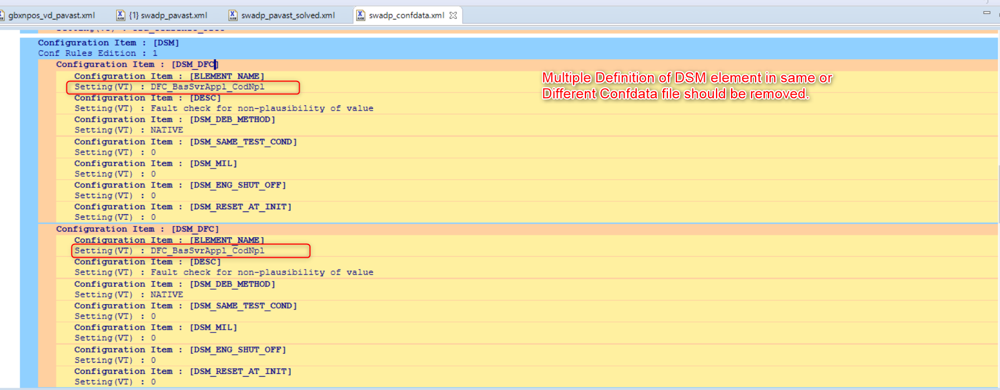 gbxnpos_vd_pavast.xml
{1} swadp_pavast.xml
swadp_pavast_solved.xml
swadp_confdata.xml
Configuration Item : [DSM]
Conf Rules Edition : 1
Configuration Item : [DSM_DFC]
Configuration Item : [ELEMENT_NAME]
Setting(VT) : DFC_BasSvrAppl_CodNpl
Multiple Definition of DSM element in same or
Different Confdata file should be removed.
Configuration Item : [DESC]
Setting(VT) : Fault check for non-plausibility of value
Configuration Item : [DSM_DEB_METHOD]
Setting(VT) : NATIVE
Configuration Item : [DSM_SAME_TEST_COND]
Setting(VT) : 0
Configuration Item : [DSM_MIL]
Setting(VT) : 0
Configuration Item : [DSM_ENG_SHUT_OFF]
Setting(VT) : 0
Configuration Item : [DSM_RESET_AT_INIT]
Setting(VT) : 0
Configuration Item : [DSM_DFC]
Configuration Item : [ELEMENT_NAME]
Setting(VT) : DFC_BasSvrAppl_CodNpl
Configuration Item : [DESC]
Setting(VT) : Fault check for non-plausibility of value
Configuration Item : [DSM_DEB_METHOD]
Setting(VT) : NATIVE
Configuration Item : [DSM_SAME_TEST_COND]
Setting(VT) : 0
Configuration Item : [DSM_MIL]
Setting(VT) : 0
Configuration Item : [DSM_ENG_SHUT_OFF]
Setting(VT) : 0
Configuration Item : [DSM_RESET_AT_INIT]
Setting(VT) : 0